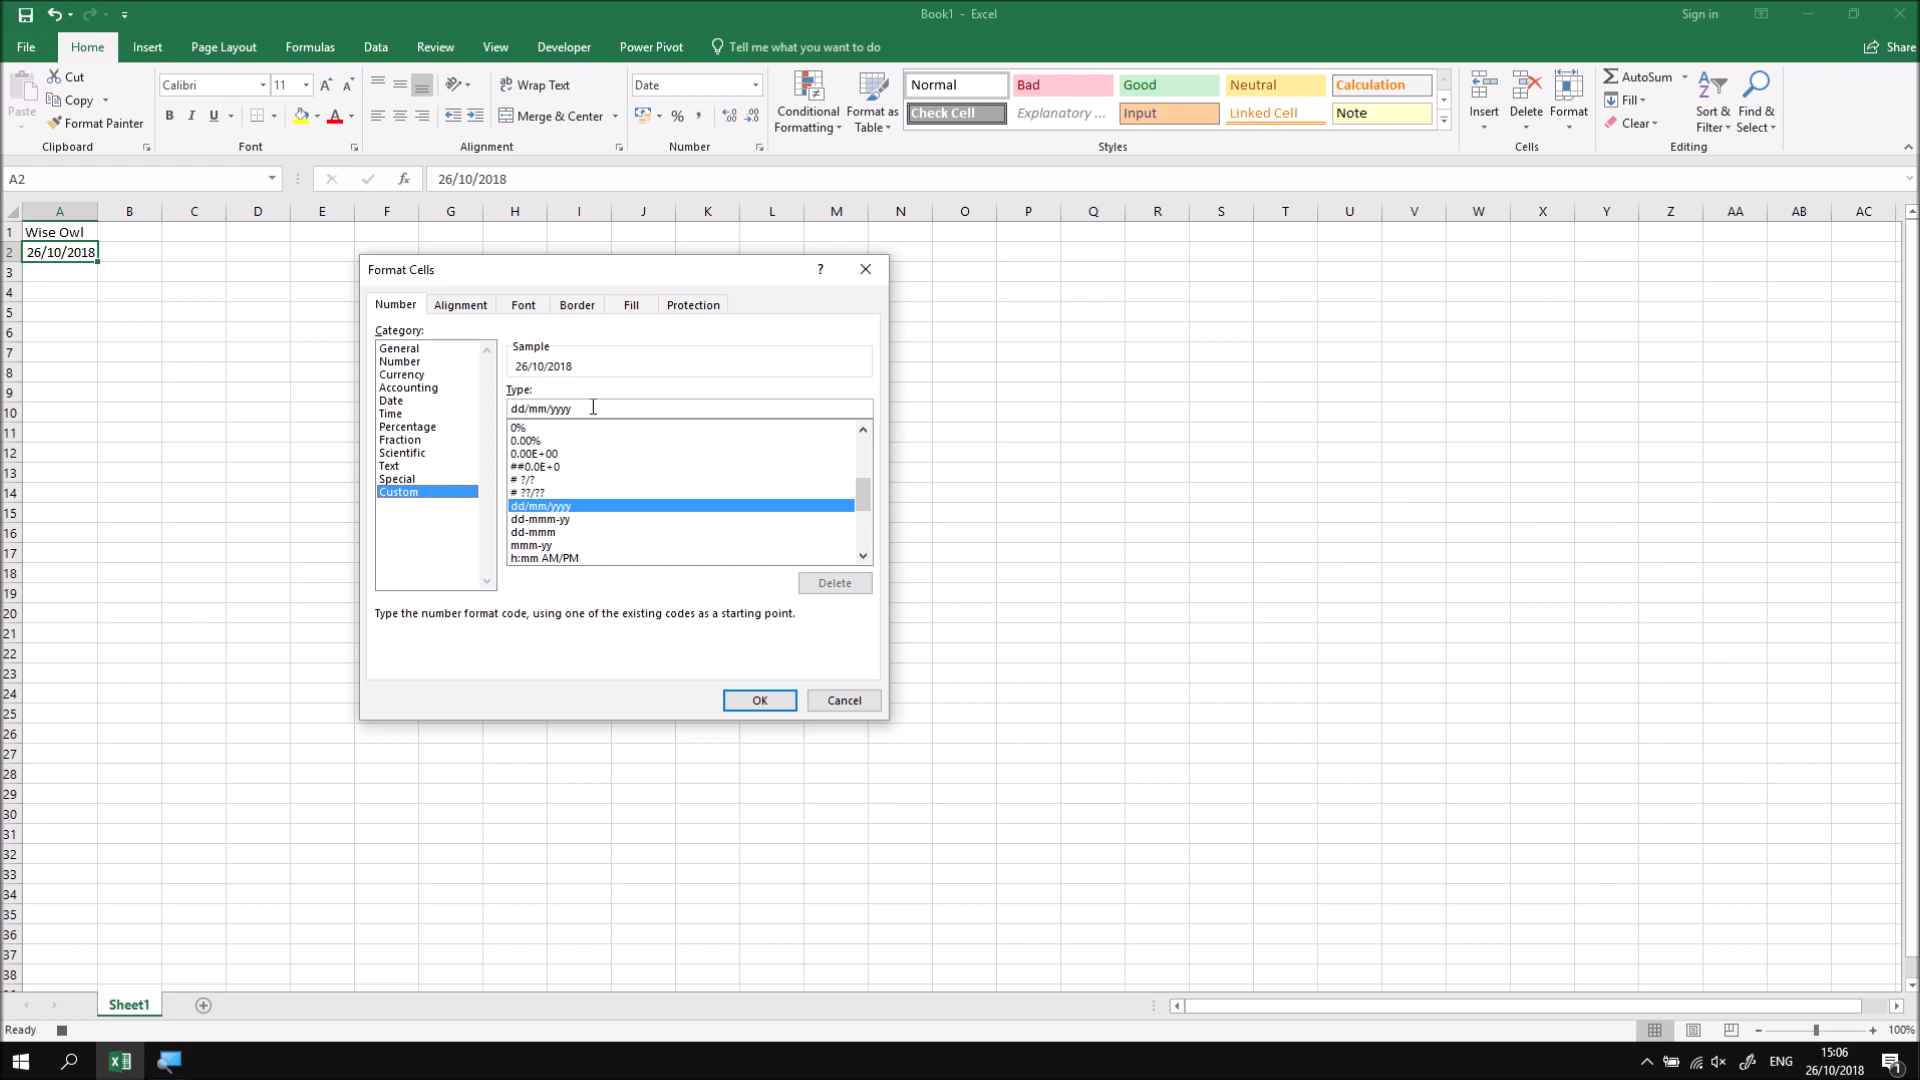 Book1 - Excel
Sign in
File Home Insert Page Layout Formulas Data Review View Developer Power Pivot Tell me what you want to do Share
Paste
Cut
Copy
Format Painter
Clipboard
Calibri 11
B I U
Font
Wrap Text
Merge & Center
Alignment
Date
%
Number
Conditional Formatting
Format as Table
Normal Bad Good Neutral Calculation
Check Cell Explanatory ... Input Linked Cell Note
Styles
Insert Delete Format
Cells
AutoSum
Fill
Clear
Sort & Filter
Find & Select
Editing
A2 fx 26/10/2018
A B C D E F G H I J K L M N O P Q R S T U V W X Y Z AA AB AC
1 Wise Owl
2 26/10/2018
3
4
5
6
7
8
9
10
11
12
13
14
15
16
17
18
19
20
21
22
23
24
25
26
27
28
29
30
31
32
33
34
35
36
37
38
Format Cells ?
Number Alignment Font Border Fill Protection
Category:
General
Number
Currency
Accounting
Date
Time
Percentage
Fraction
Scientific
Text
Special
Custom
Sample
26/10/2018
Type:
dd/mm/yyyy
0%
0.00%
0.00E+00
##0.0E+0
# ?/?
# ??/??
dd/mm/yyyy
dd-mmm-yy
dd-mmm
mmm-yy
h:mm AM/PM
Delete
Type the number format code, using one of the existing codes as a starting point.
OK Cancel
Sheet1
Ready
100%
ENG
15:06
26/10/2018
1